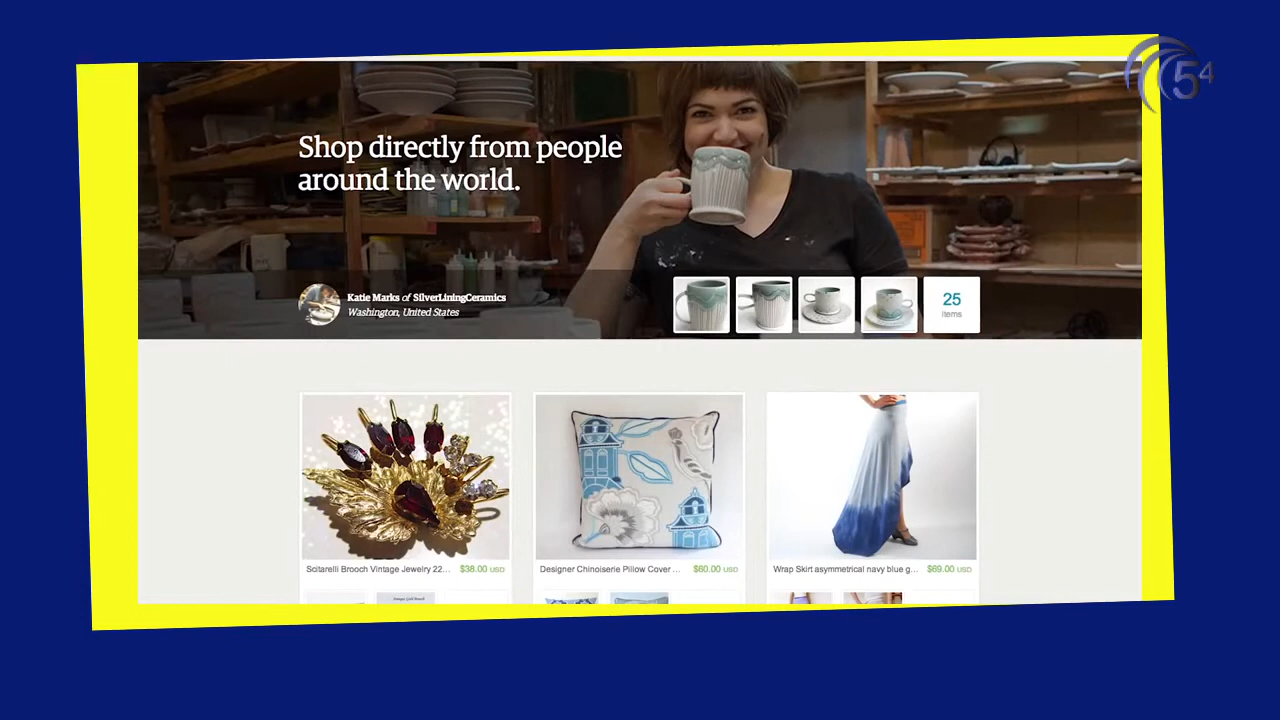 54
Shop directly from people
around the world.
Katie Marks of SilverLiningCeramics
Washington, United States
25
items
Scitarelli Brooch Vintage Jewelry 22... $38.00 USD
Designer Chinoiserie Pillow Cover ... $60.00 USD
Wrap Skirt asymmetrical navy blue g... $69.00 USD